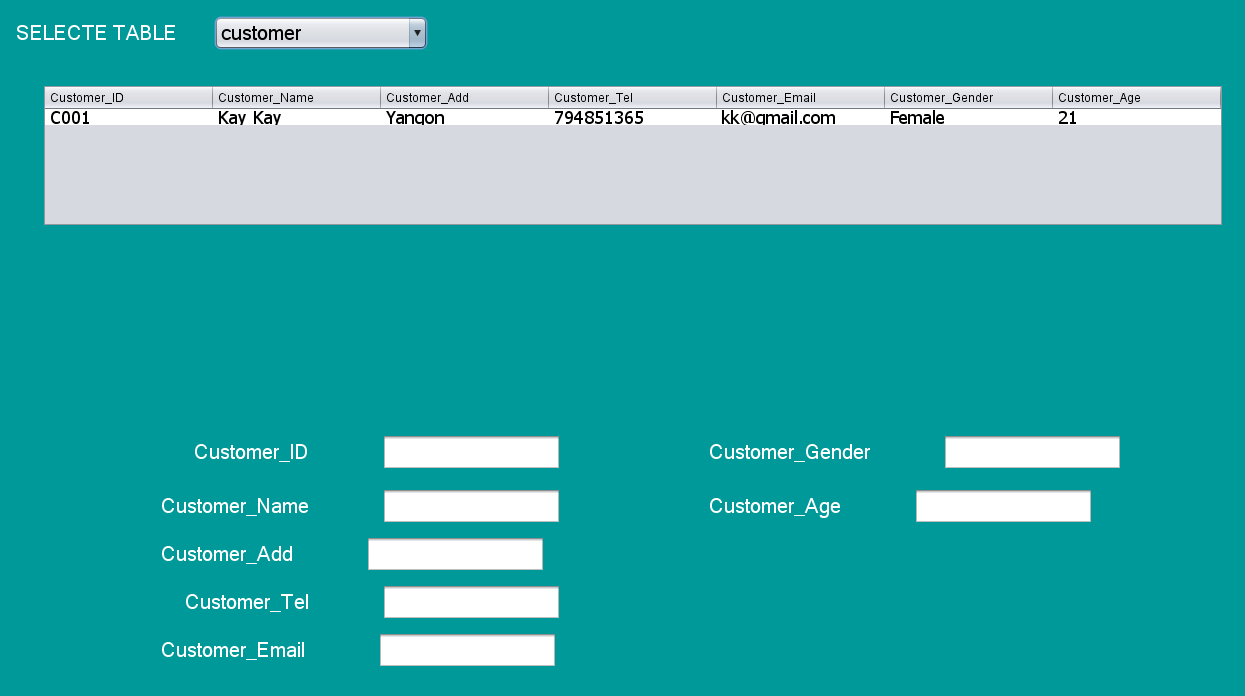 SELECTE TABLE customer
Customer_ID Customer_Name Customer_Add Customer_Tel Customer_Email Customer_Gender Customer_Age
C001 Kay Kay Yangon 794851365 kk@gmail.com Female 21
Customer_ID Customer_Gender
Customer_Name Customer_Age
Customer_Add
Customer_Tel
Customer_Email